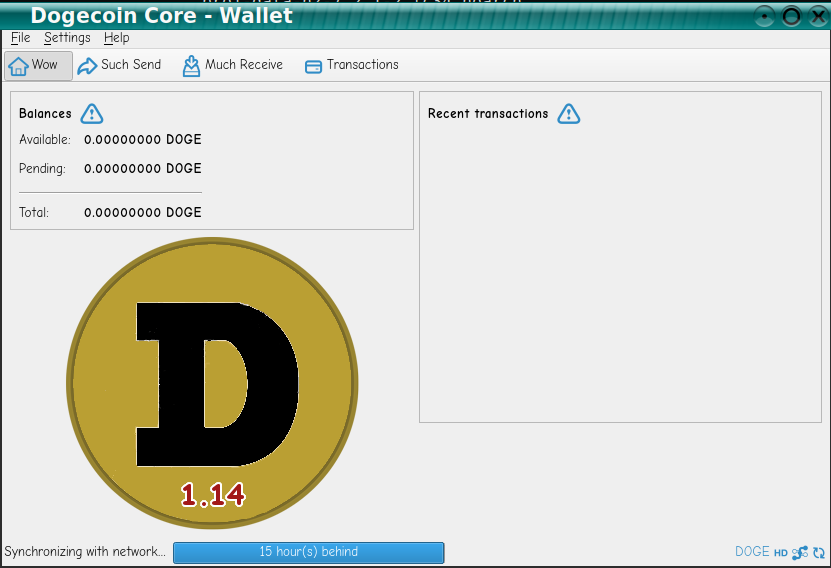 Dogecoin Core - Wallet
File Settings Help
Wow Such Send Much Receive Transactions
Balances
Available: 0.00000000 DOGE
Pending: 0.00000000 DOGE
Total: 0.00000000 DOGE
Recent transactions
D
1.14
Synchronizing with network... 15 hour(s) behind DOGE HD